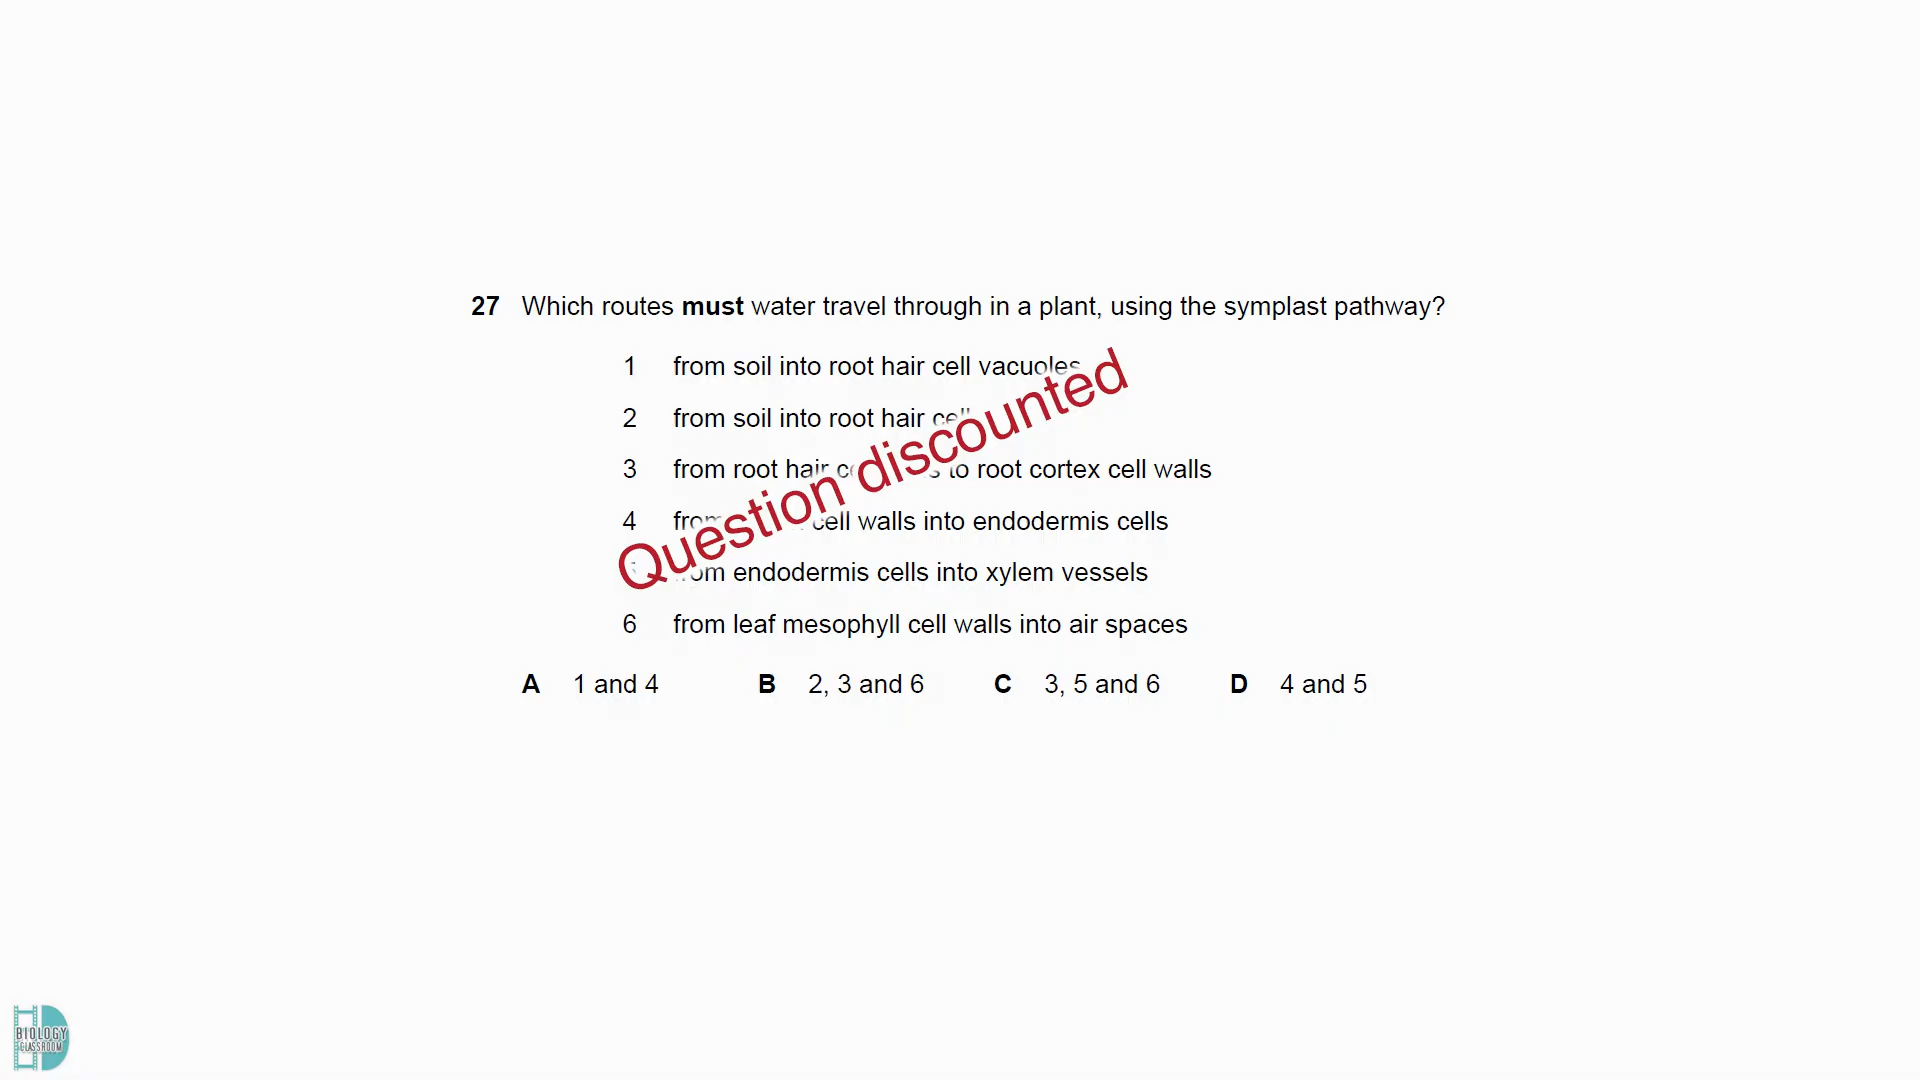 27 Which routes must water travel through in a plant, using the symplast pathway?
1 from soil into root hair cell vacuoles
2 from soil into root hair
3 from root hair to root cortex cell walls
4 from cell walls into endodermis cells
from endodermis cells into xylem vessels
6 from leaf mesophyll cell walls into air spaces
Question discounted
A 1 and 4 B 2, 3 and 6 C 3, 5 and 6 D 4 and 5
BIOLOGY
CLASSROOM